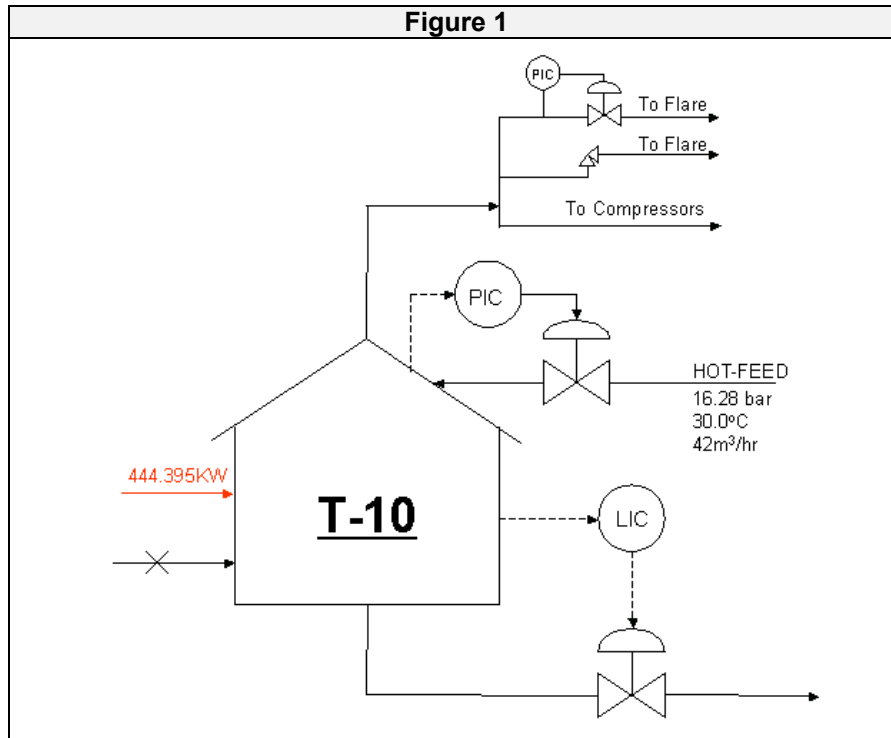 Figure 1
PIC
To Flare
To Flare
To Compressors
PIC
HOT-FEED
16.28 bar
30.0ºC
42m³/hr
444.395KW
T-10
LIC